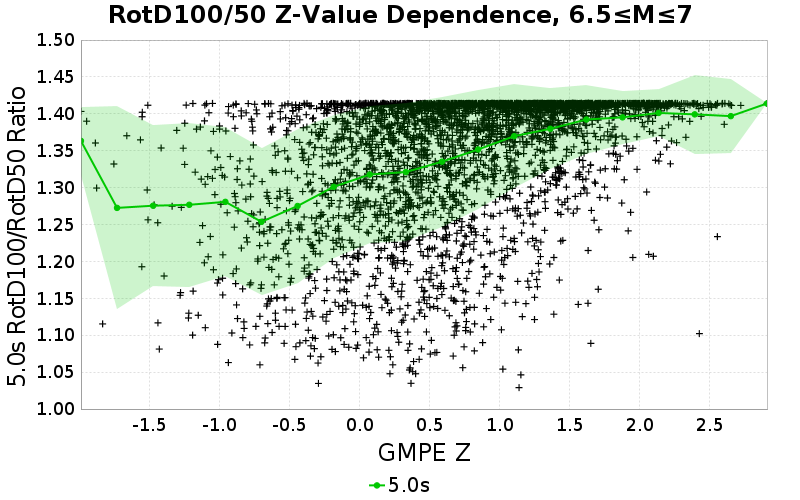 RotD100/50 Z-Value Dependence, 6.5≤M≤7
1.50
1.45
1.40
1.35
1.30
1.25
1.20
1.15
1.10
1.05
1.00
5.0s RotD100/RotD50 Ratio
-1.5 -1.0 -0.5 0.0 0.5 1.0 1.5 2.0 2.5
GMPE Z
5.0s